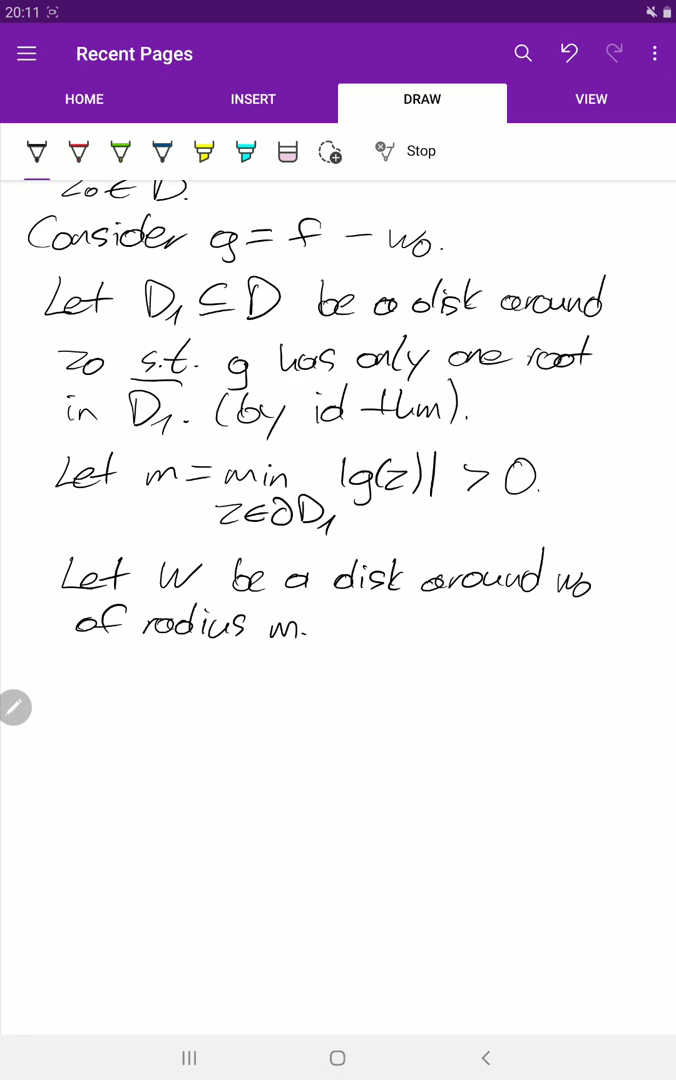 20:11
Recent Pages
HOME INSERT DRAW VIEW
Stop
z0 ∈ D.
Consider g = f - w0.
Let D1 ⊆ D be a disk around
z0 s.t. g has only one root
in D1. (by id thm).
Let m = min |g(z)| > 0.
z∈∂D1
Let W be a disk around w0
of radius m.